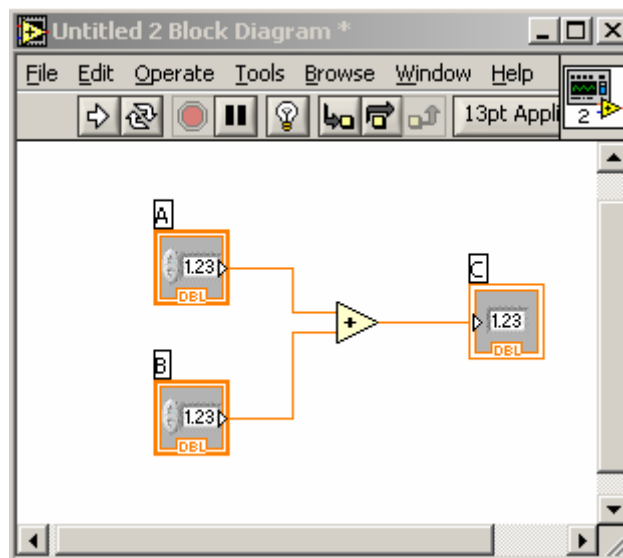 Untitled 2 Block Diagram *
File Edit Operate Tools Browse Window Help
13pt Appli
2
A
1.23
DBL
C
1.23
DBL
B
1.23
DBL